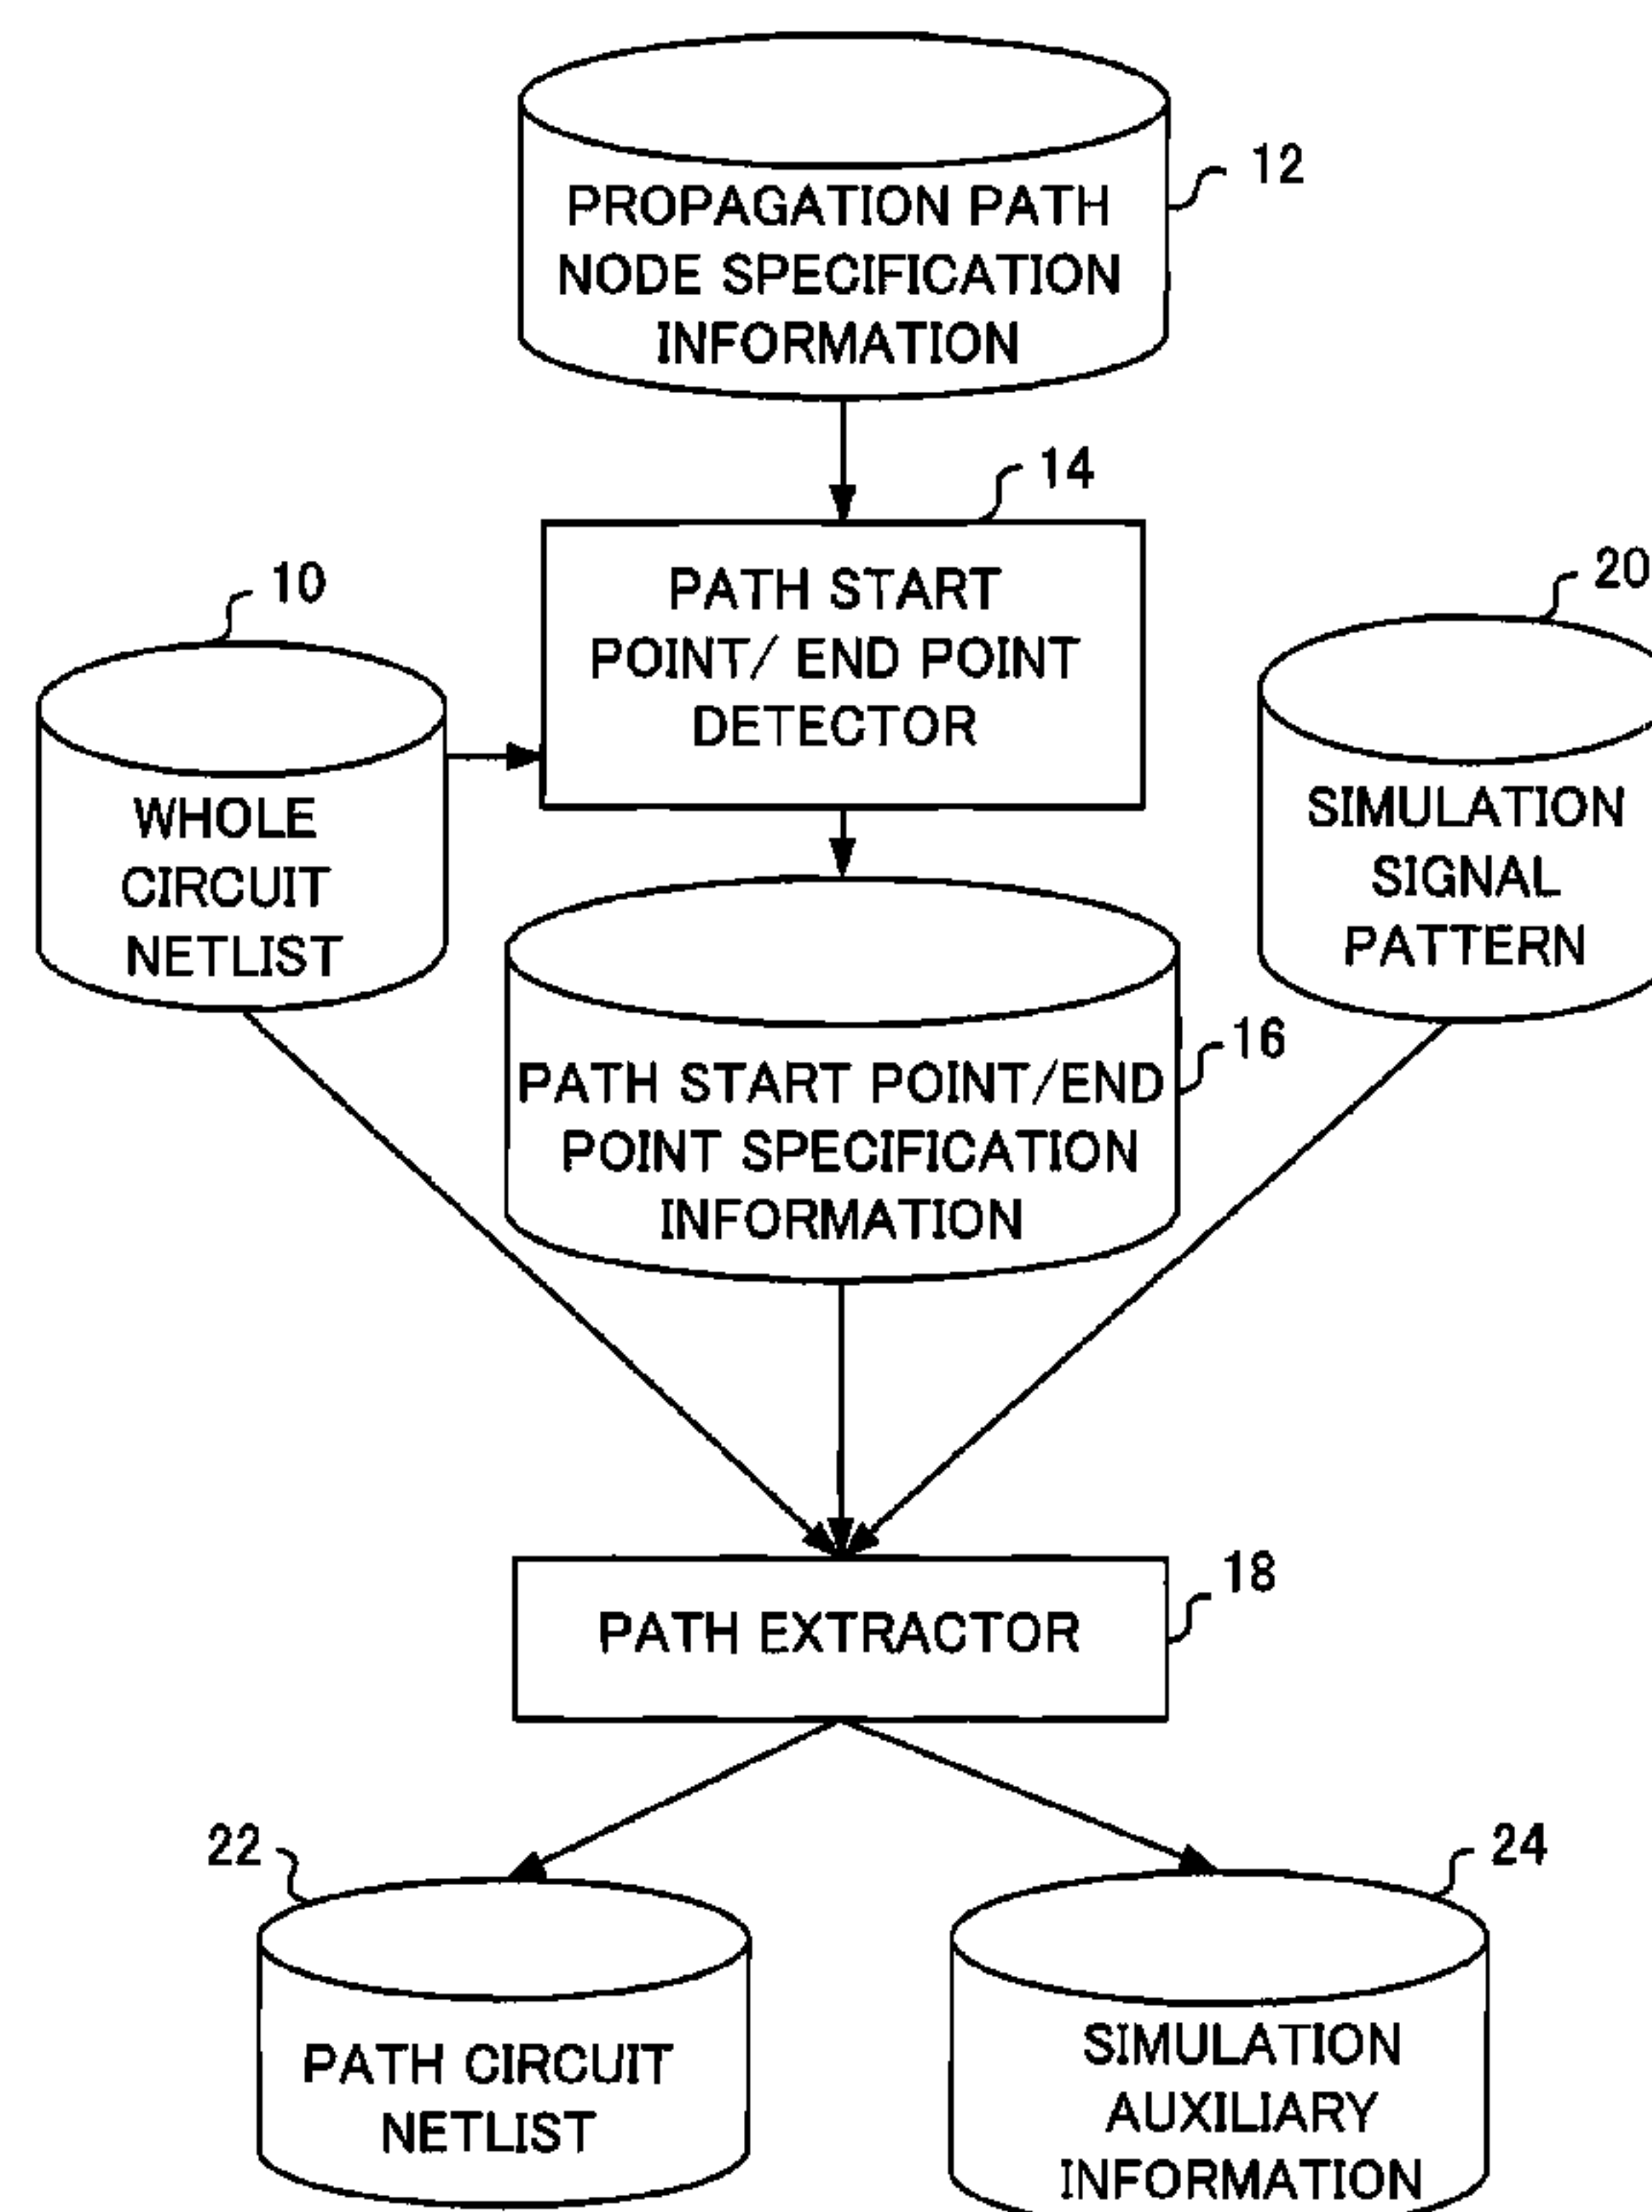 12
PROPAGATION PATH
NODE SPECIFICATION
INFORMATION
14
PATH START
POINT/ END POINT
DETECTOR
10
WHOLE
CIRCUIT
NETLIST
20
SIMULATION
SIGNAL
PATTERN
16
PATH START POINT/END
POINT SPECIFICATION
INFORMATION
18
PATH EXTRACTOR
22
PATH CIRCUIT
NETLIST
24
SIMULATION
AUXILIARY
INFORMATION